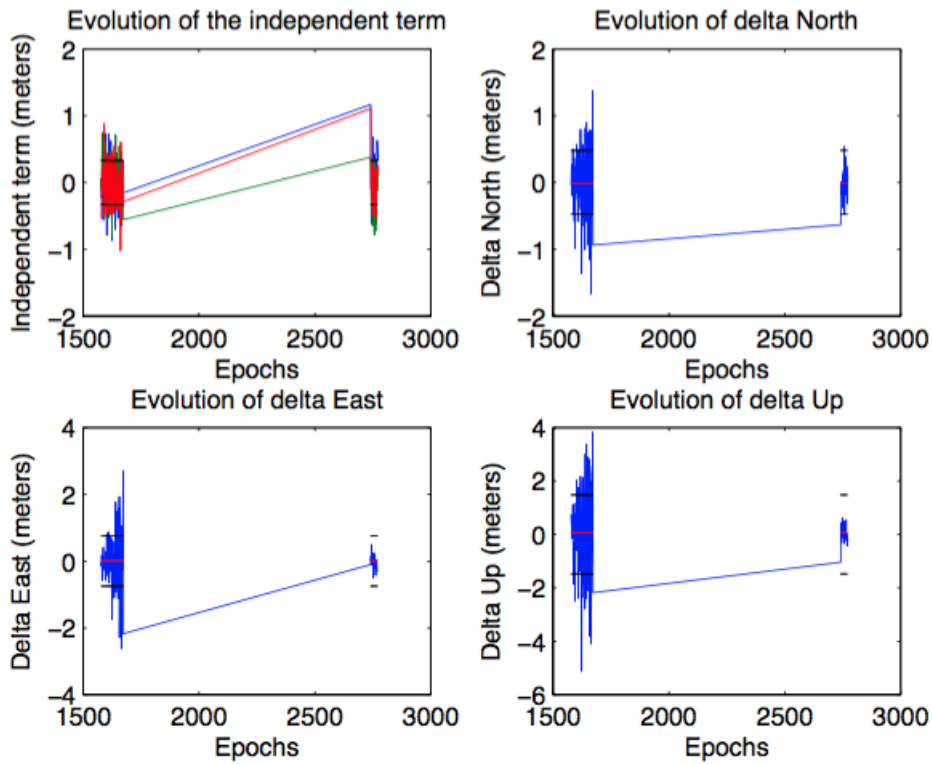 Evolution of the independent term
Independent term (meters)
2
1
0
−1
−2
1500 2000 2500 3000
Epochs
Evolution of delta North
Delta North (meters)
2
1
0
−1
−2
1500 2000 2500 3000
Epochs
Evolution of delta East
Delta East (meters)
4
2
0
−2
−4
1500 2000 2500 3000
Epochs
Evolution of delta Up
Delta Up (meters)
4
2
0
−2
−4
−6
1500 2000 2500 3000
Epochs